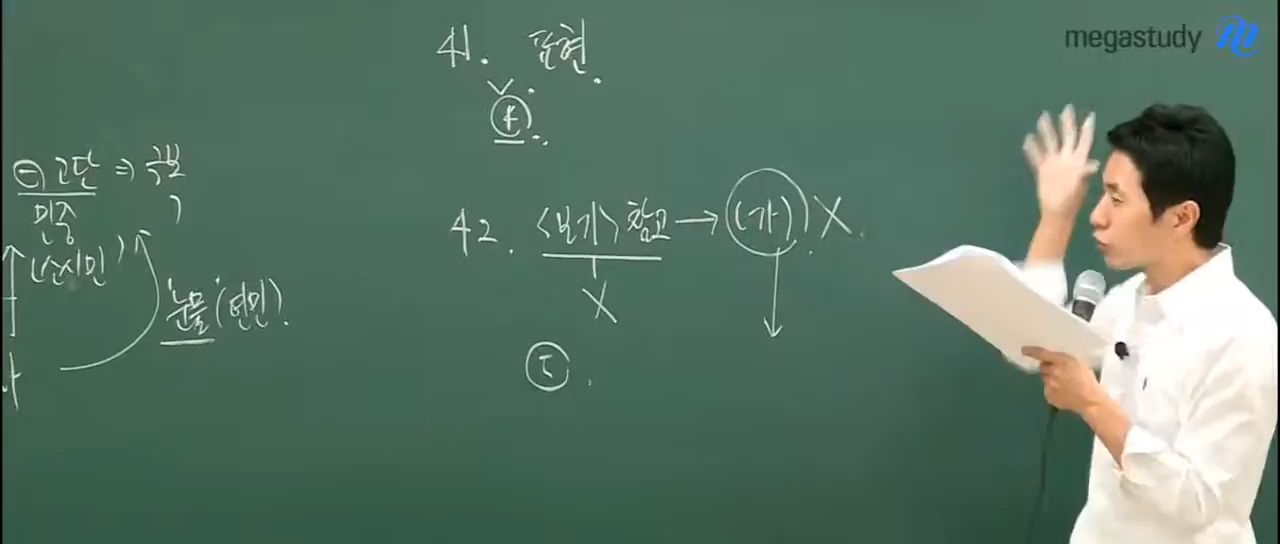 megastudy
41. 표현.
④.
42. <보기> 참고 → (가) X.
X
⑤.
⊖ 고단 ⇒ 극복
민중
(소시민)
'눈물'(연민).
나